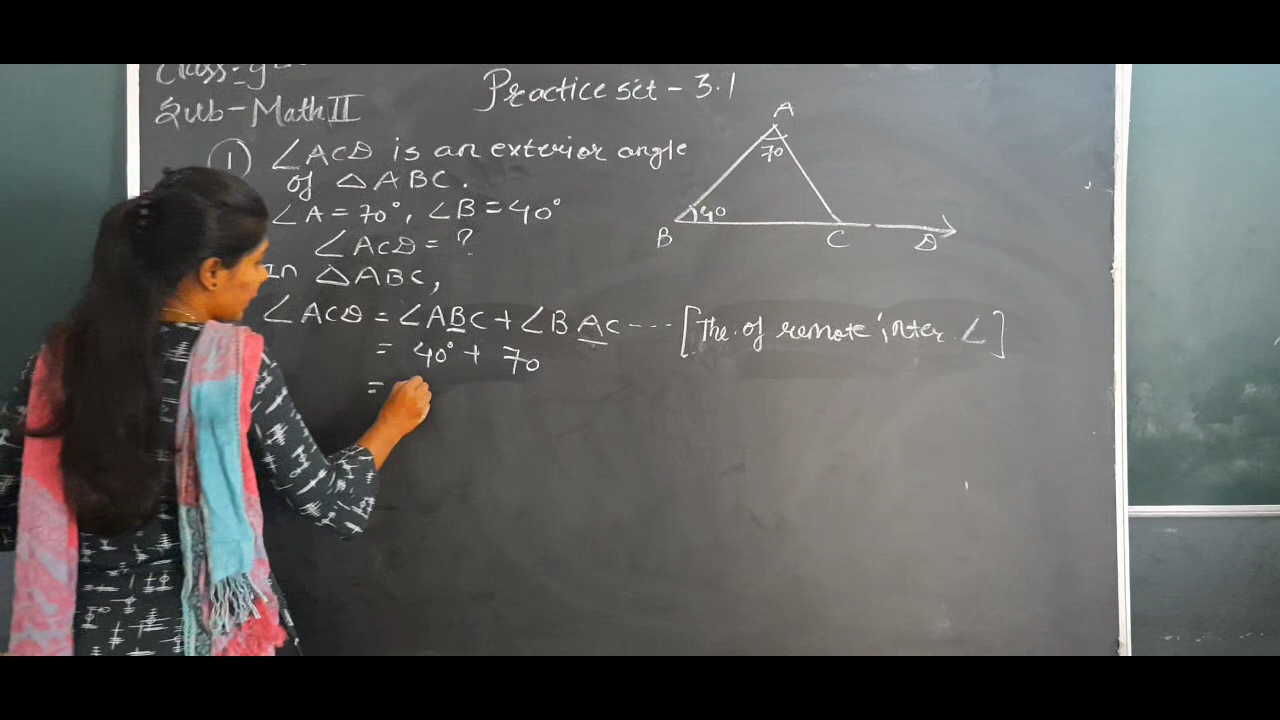 Class:-9
Sub-Math II
Practice set - 3.1
① ∠ACD is an exterior angle
of △ABC.
∠A = 70°, ∠B = 40°
∠ACD = ?
In △ABC,
∠ACD = ∠ABC + ∠BAC --- [The. of remote inter. ∠]
= 40° + 70
=
A
70
40
B
C
D